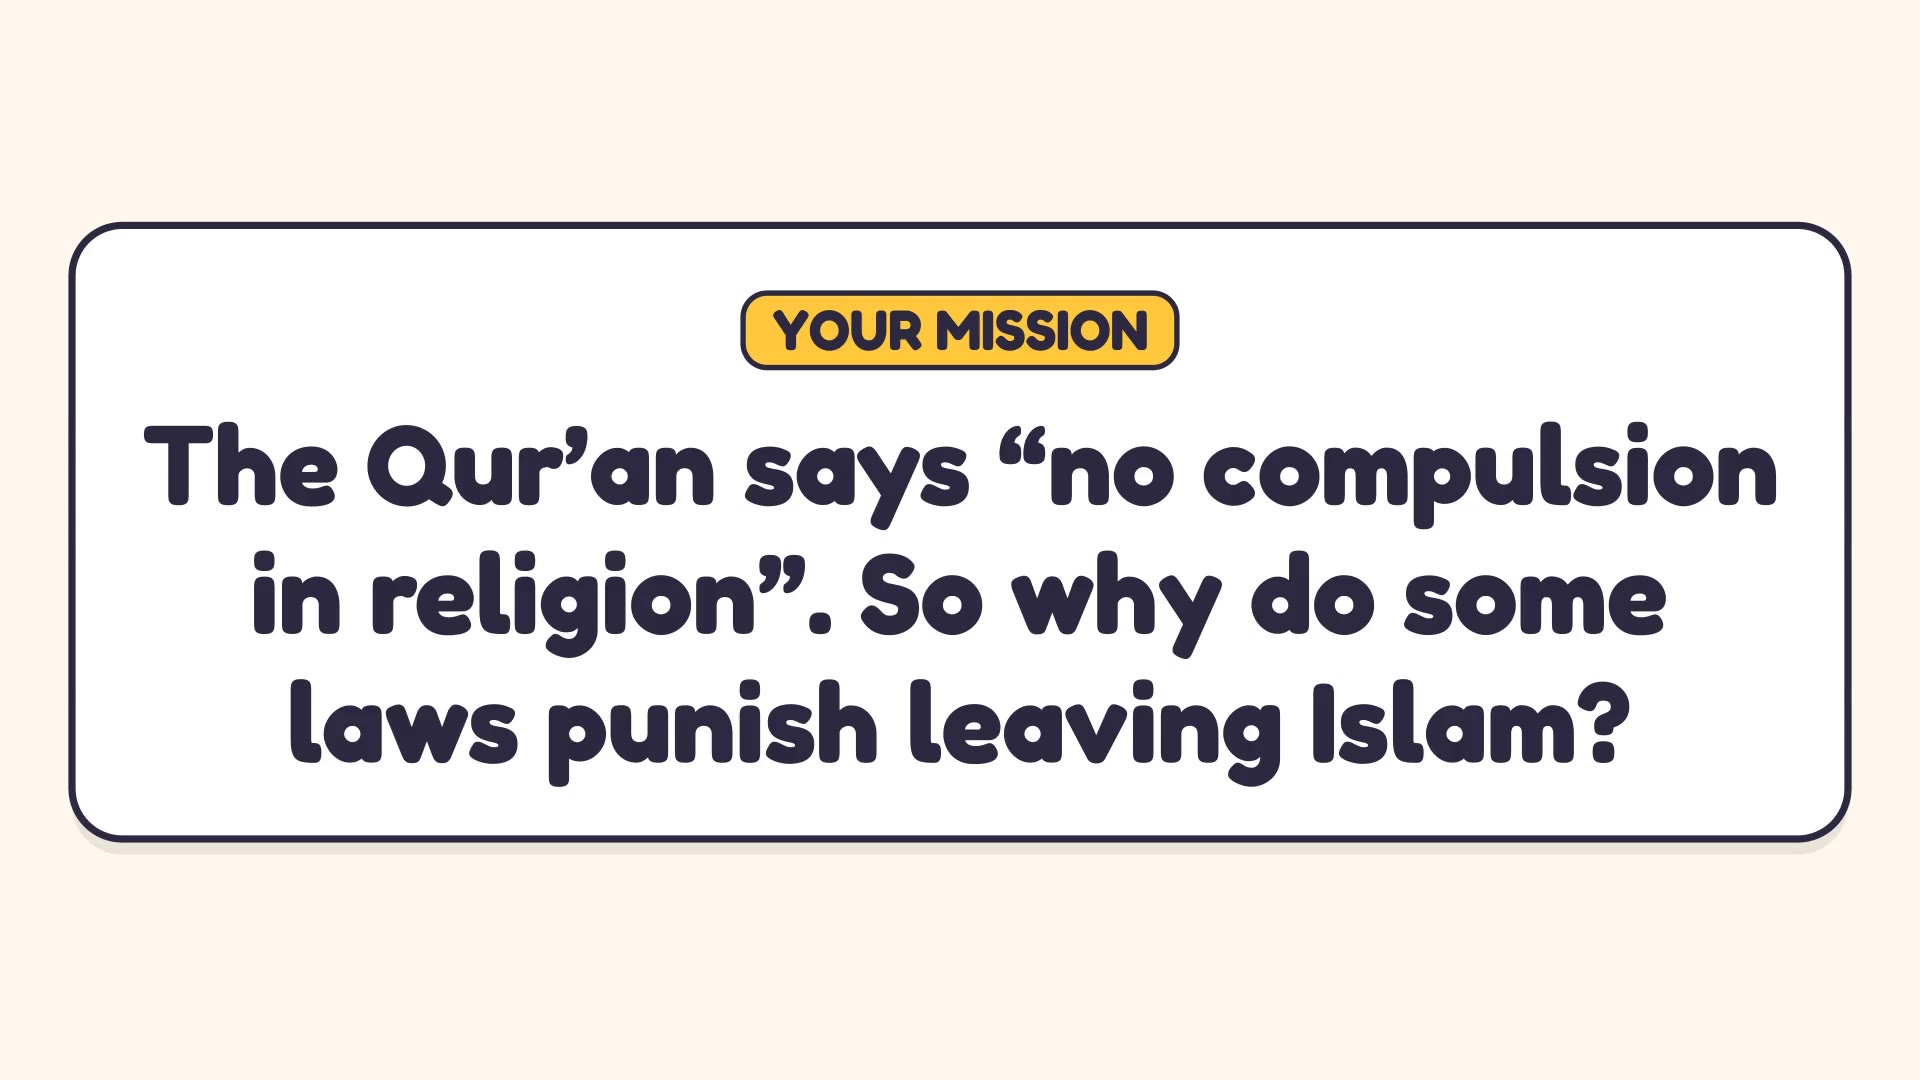 YOUR MISSION
The Qur’an says “no compulsion
in religion”. So why do some
laws punish leaving Islam?